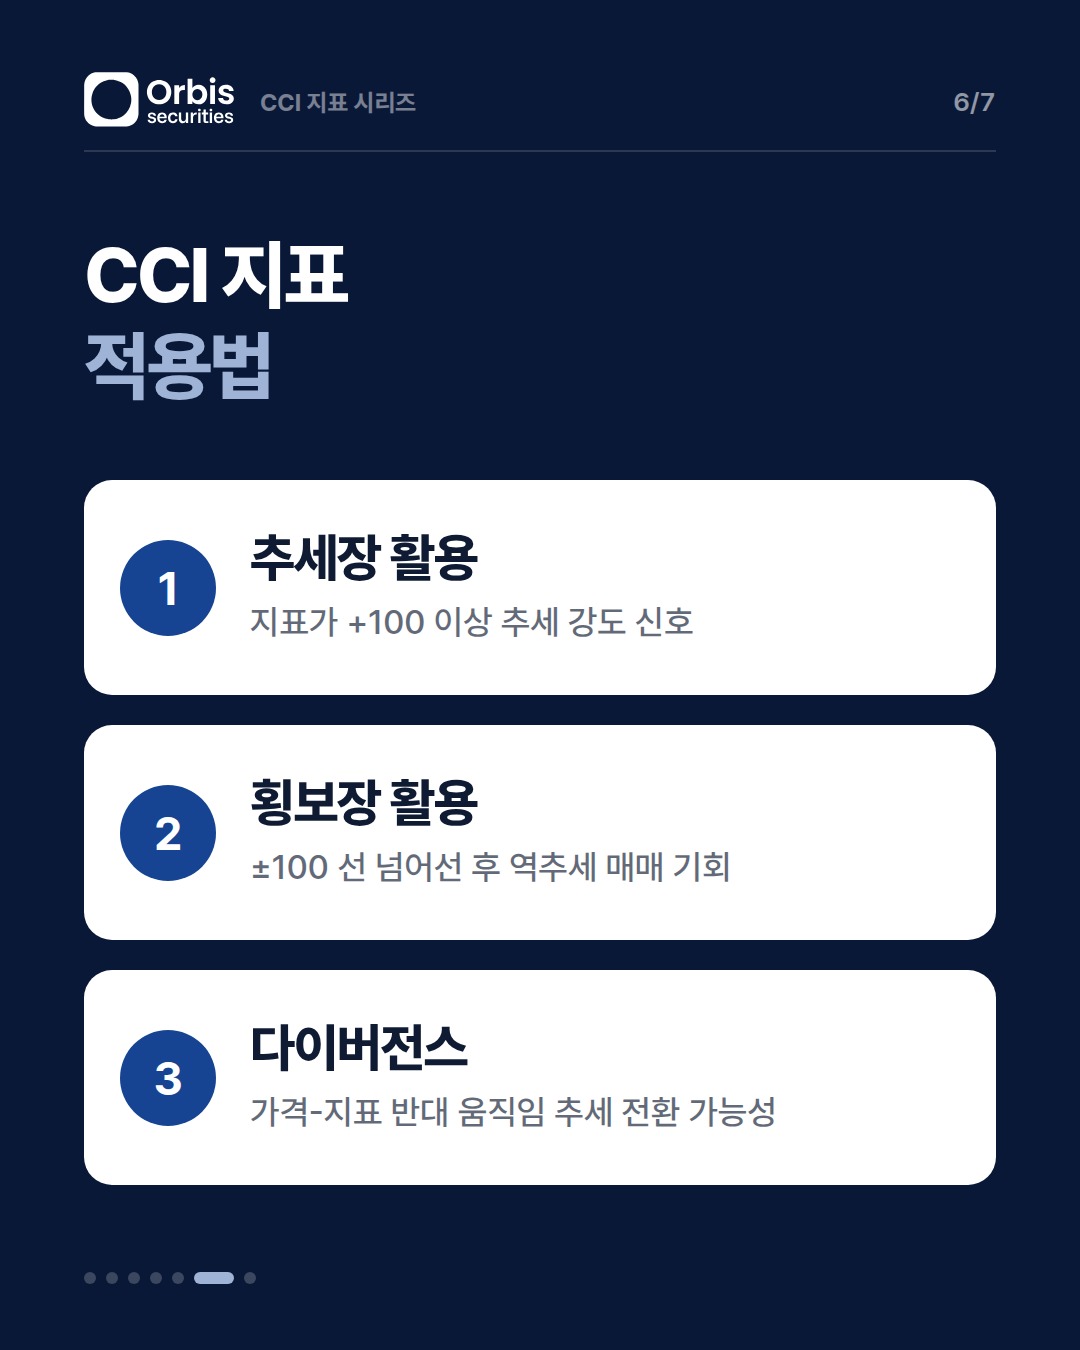 Orbis
securities
CCI 지표 시리즈
6/7
CCI 지표
적용법
1
추세장 활용
지표가 +100 이상 추세 강도 신호
2
횡보장 활용
±100 선 넘어선 후 역추세 매매 기회
3
다이버전스
가격-지표 반대 움직임 추세 전환 가능성